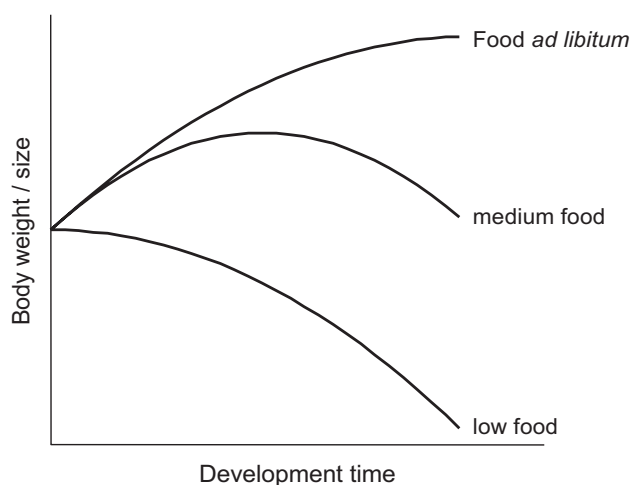 Food ad libitum
medium food
low food
Body weight / size
Development time